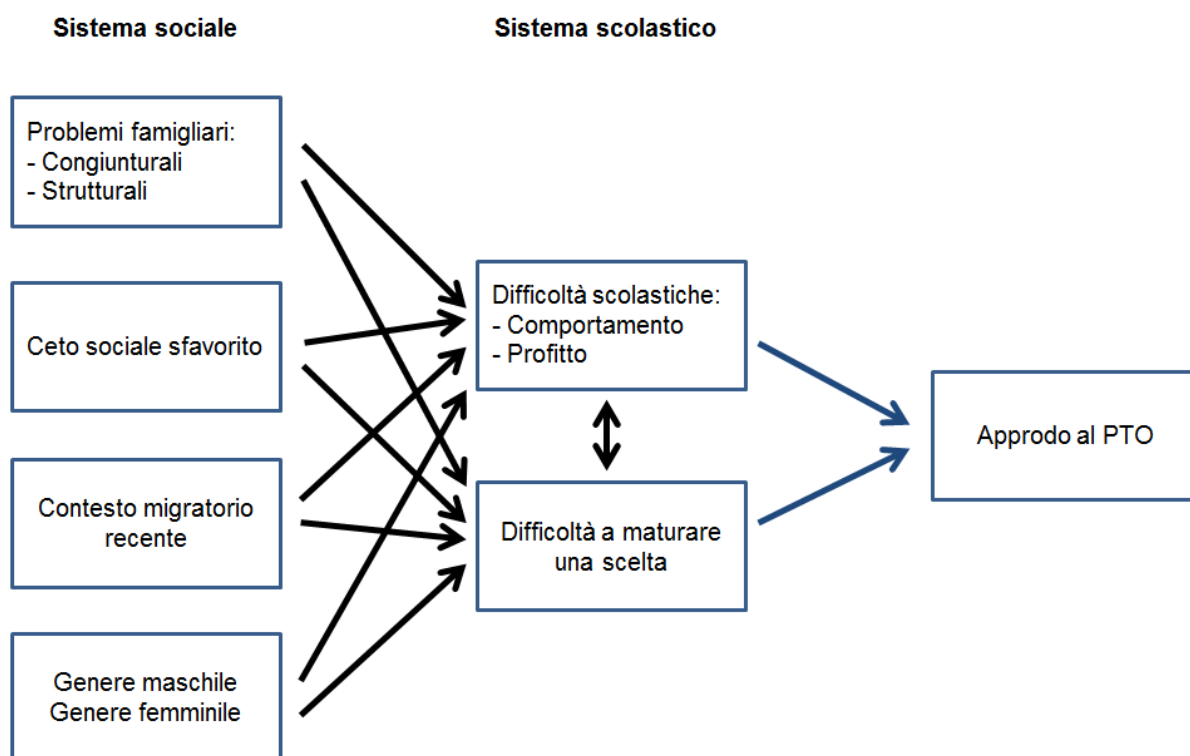 Sistema sociale
Sistema scolastico
Problemi famigliari:
- Congiunturali
- Strutturali
Ceto sociale sfavorito
Contesto migratorio
recente
Genere maschile
Genere femminile
Difficoltà scolastiche:
- Comportamento
- Profitto
Difficoltà a maturare
una scelta
Approdo al PTO